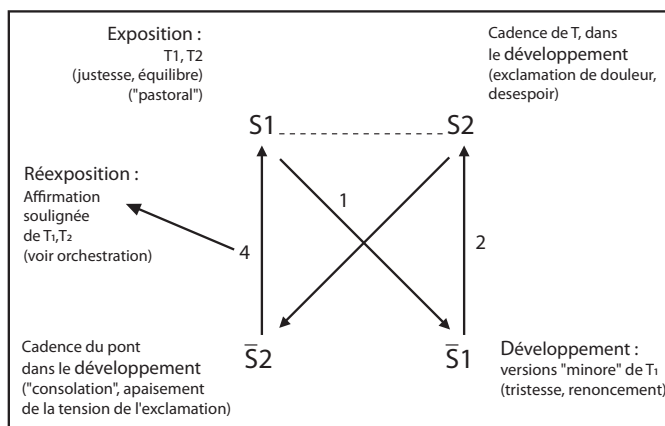 Exposition :
T1, T2
(justesse, équilibre)
("pastoral")
Cadence de T, dans
le développement
(exclamation de douleur,
desespoir)
S1
S2
Réexposition :
Affirmation
soulignée
de T₁,T₂
(voir orchestration)
1
4
2
Cadence du pont
dans le développement
("consolation", apaisement
de la tension de l'exclamation)
S̅2
S̅1
Développement :
versions "minore" de T₁
(tristesse, renoncement)